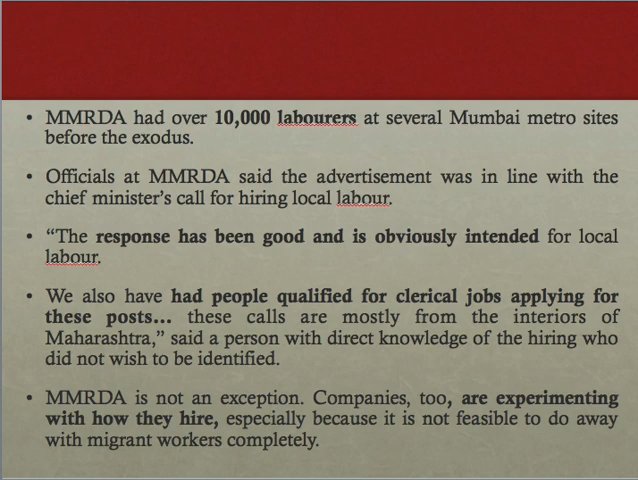 • MMRDA had over 10,000 labourers at several Mumbai metro sites
before the exodus.
• Officials at MMRDA said the advertisement was in line with the
chief minister’s call for hiring local labour.
• “The response has been good and is obviously intended for local
labour.
• We also have had people qualified for clerical jobs applying for
these posts… these calls are mostly from the interiors of
Maharashtra,” said a person with direct knowledge of the hiring who
did not wish to be identified.
• MMRDA is not an exception. Companies, too, are experimenting
with how they hire, especially because it is not feasible to do away
with migrant workers completely.